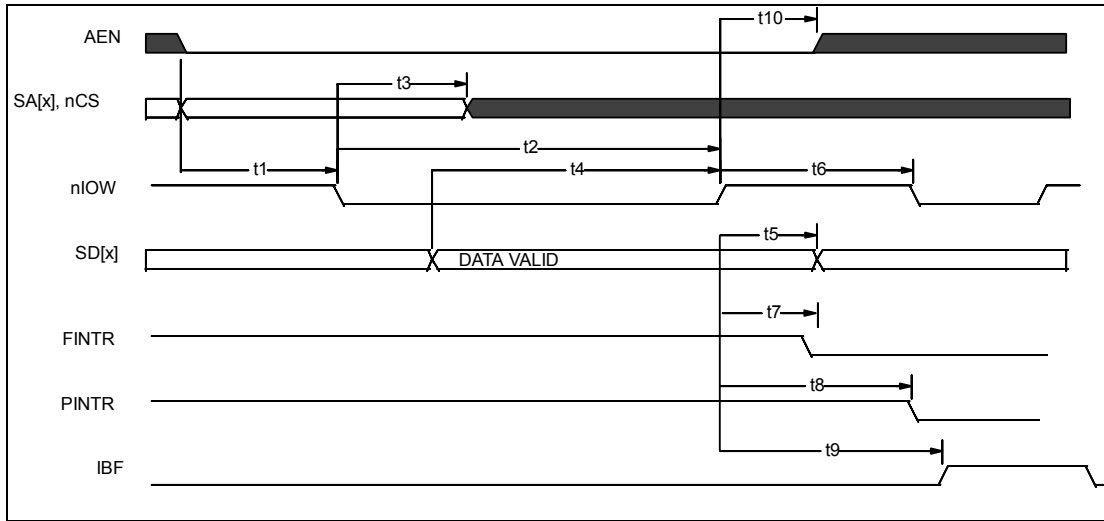 t10
AEN
t3
SA[x], nCS
t2
t1
t4
t6
nIOW
t5
SD[x]
DATA VALID
t7
FINTR
t8
PINTR
t9
IBF